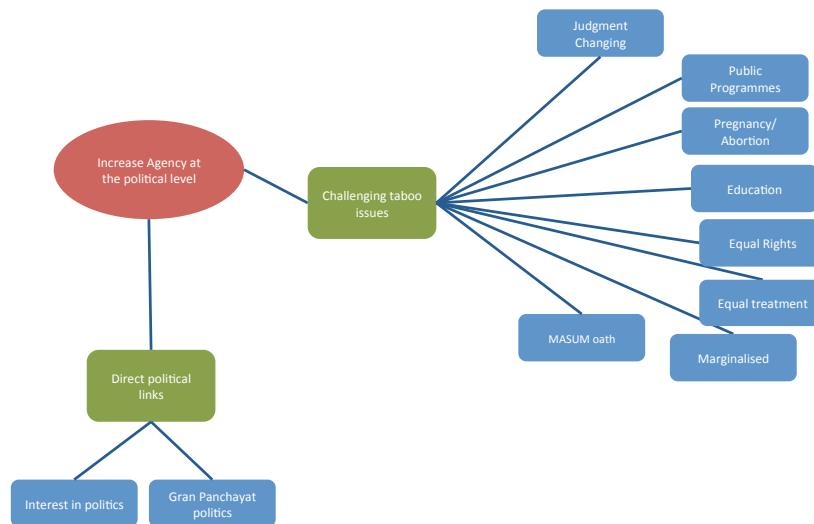 Judgment
Changing
Public
Programmes
Pregnancy/
Abortion
Increase Agency at
the political level
Challenging taboo
issues
Education
Equal Rights
Equal treatment
MASUM oath
Marginalised
Direct political
links
Interest in politics
Gran Panchayat
politics